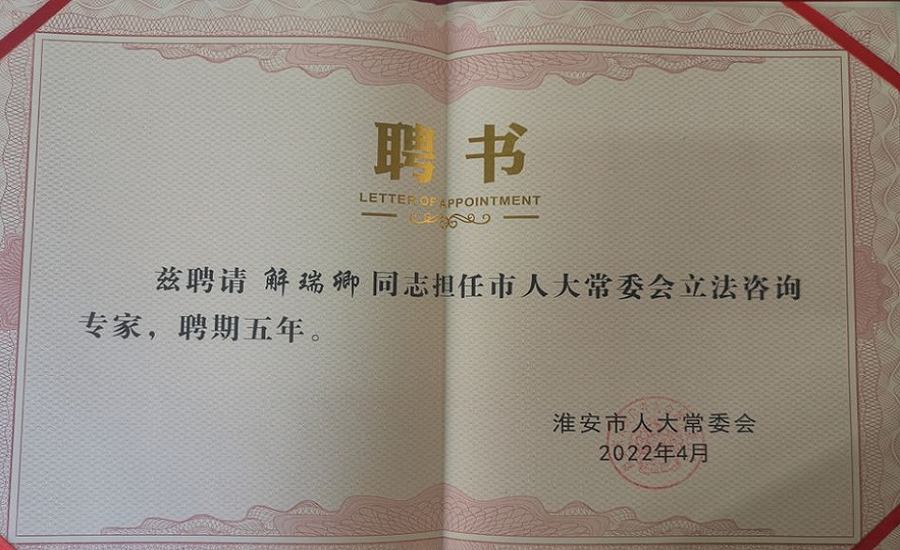 聘书
LETTER OF APPOINTMENT
兹聘请 解瑞卿 同志担任市人大常委会立法咨询
专家，聘期五年。
淮安市人大常委会
2022年4月